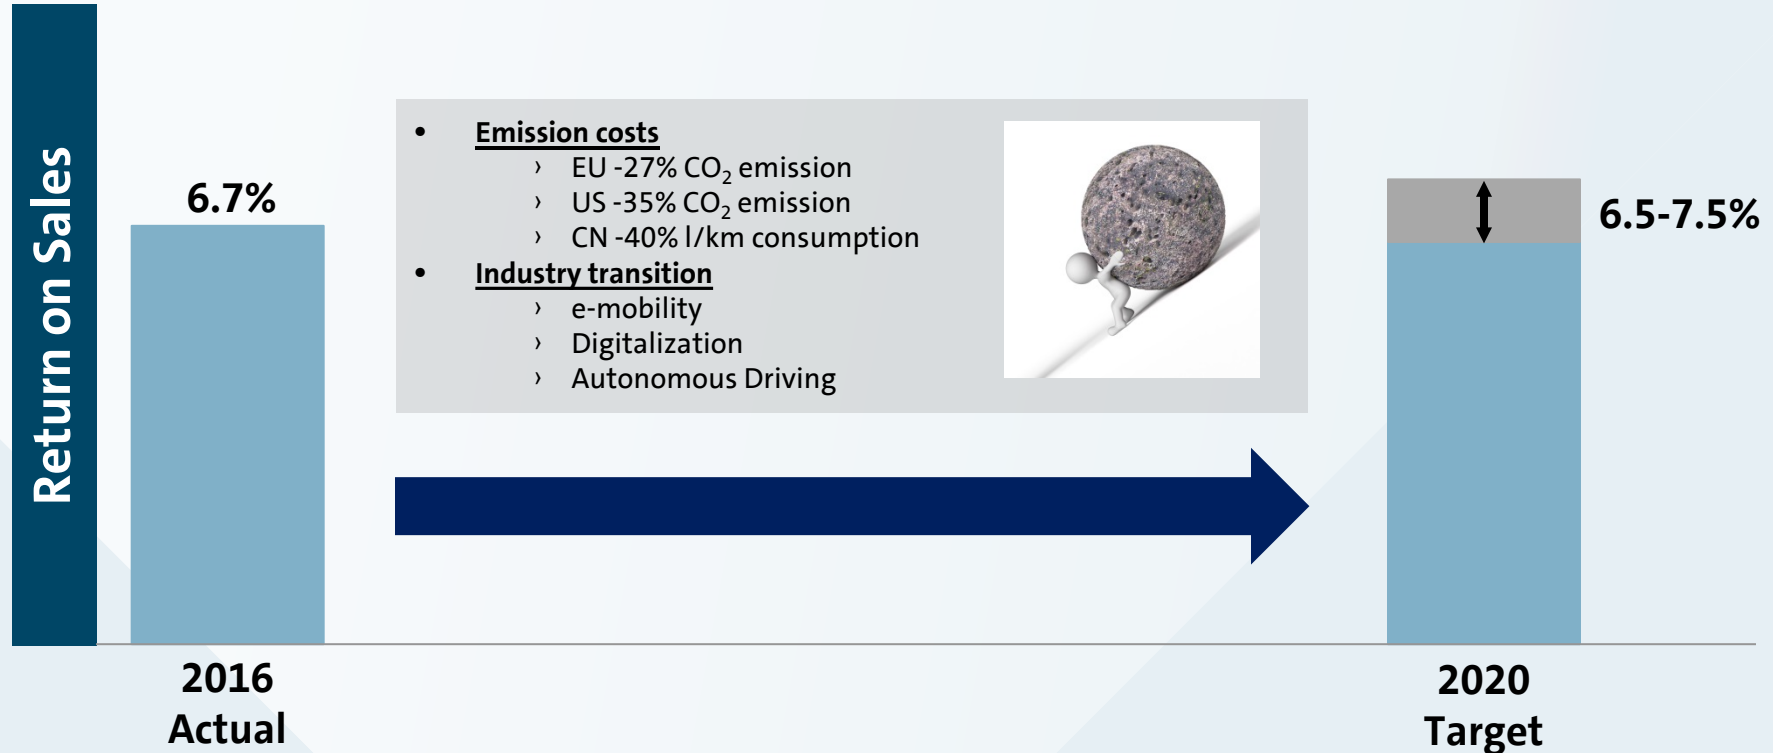 Return on Sales
6.7%
• Emission costs
› EU -27% CO₂ emission
› US -35% CO₂ emission
› CN -40% l/km consumption
• Industry transition
› e-mobility
› Digitalization
› Autonomous Driving
6.5-7.5%
2016
Actual
2020
Target